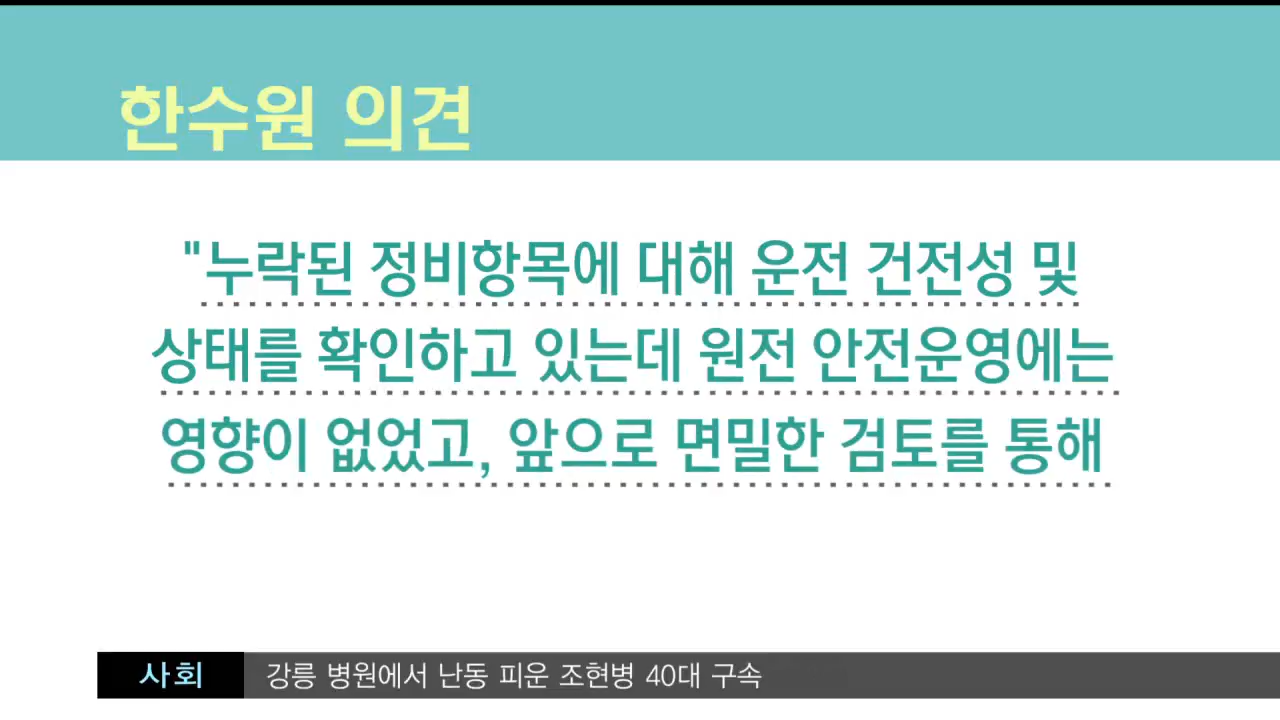 한수원 의견
"누락된 정비항목에 대해 운전 건전성 및
상태를 확인하고 있는데 원전 안전운영에는
영향이 없었고, 앞으로 면밀한 검토를 통해
사회 강릉 병원에서 난동 피운 조현병 40대 구속